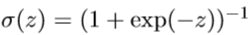 σ(z) = (1 + exp(−z))⁻¹